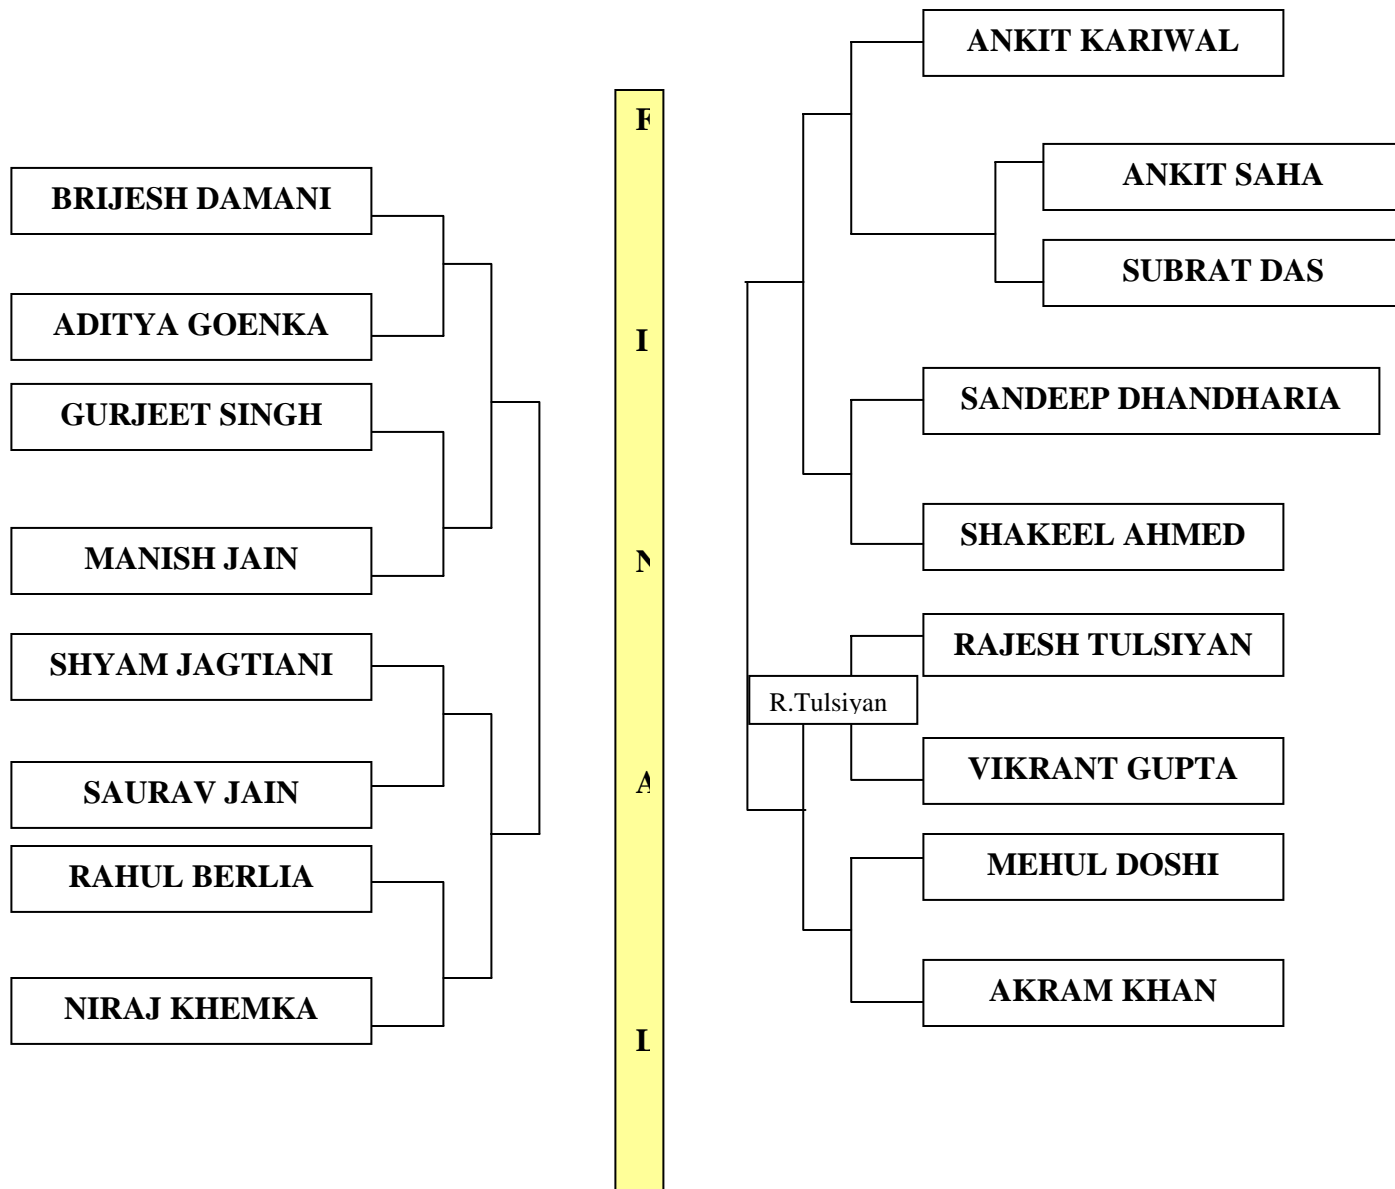 BRIJESH DAMANI
ADITYA GOENKA
GURJEET SINGH
MANISH JAIN
SHYAM JAGTIANI
SAURAV JAIN
RAHUL BERLIA
NIRAJ KHEMKA
F
I
N
A
L
ANKIT KARIWAL
ANKIT SAHA
SUBRAT DAS
SANDEEP DHANDHARIA
SHAKEEL AHMED
RAJESH TULSIYAN
R.Tulsiyan
VIKRANT GUPTA
MEHUL DOSHI
AKRAM KHAN